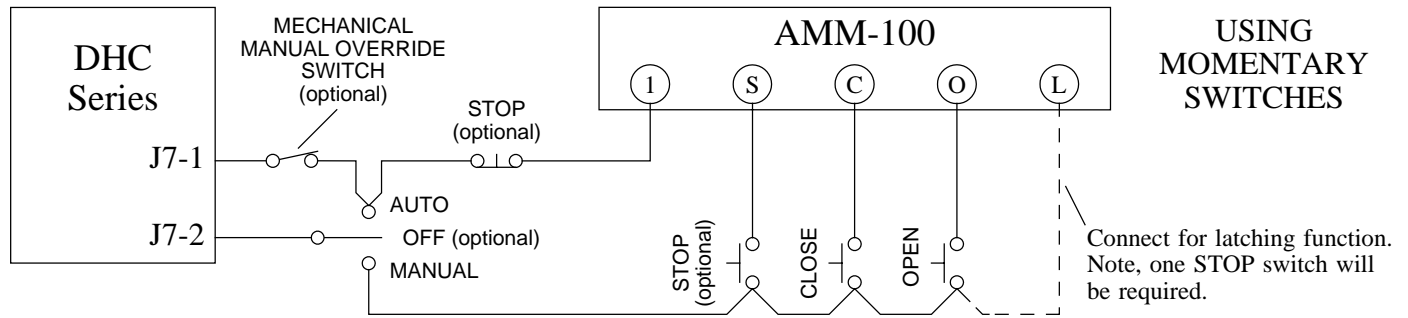 DHC
Series
J7-1
J7-2
MECHANICAL
MANUAL OVERRIDE
SWITCH
(optional)
STOP
(optional)
AUTO
OFF (optional)
MANUAL
AMM-100
1 S C O L
STOP
(optional)
CLOSE
OPEN
USING
MOMENTARY
SWITCHES
Connect for latching function.
Note, one STOP switch will
be required.